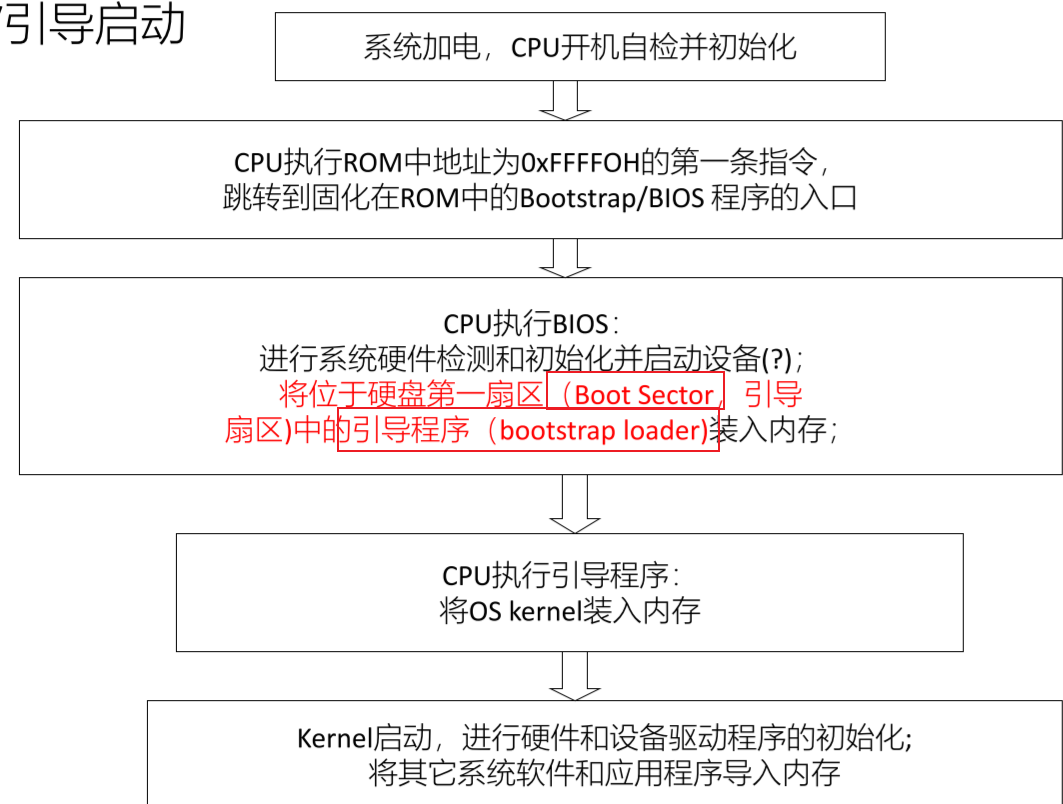 /引导启动
系统加电，CPU开机自检并初始化
CPU执行ROM中地址为0xFFFFOH的第一条指令，
跳转到固化在ROM中的Bootstrap/BIOS 程序的入口
CPU执行BIOS：
进行系统硬件检测和初始化并启动设备(?)；
将位于硬盘第一扇区（Boot Sector，引导
扇区)中的引导程序（bootstrap loader)装入内存；
CPU执行引导程序：
将OS kernel装入内存
Kernel启动，进行硬件和设备驱动程序的初始化;
将其它系统软件和应用程序导入内存